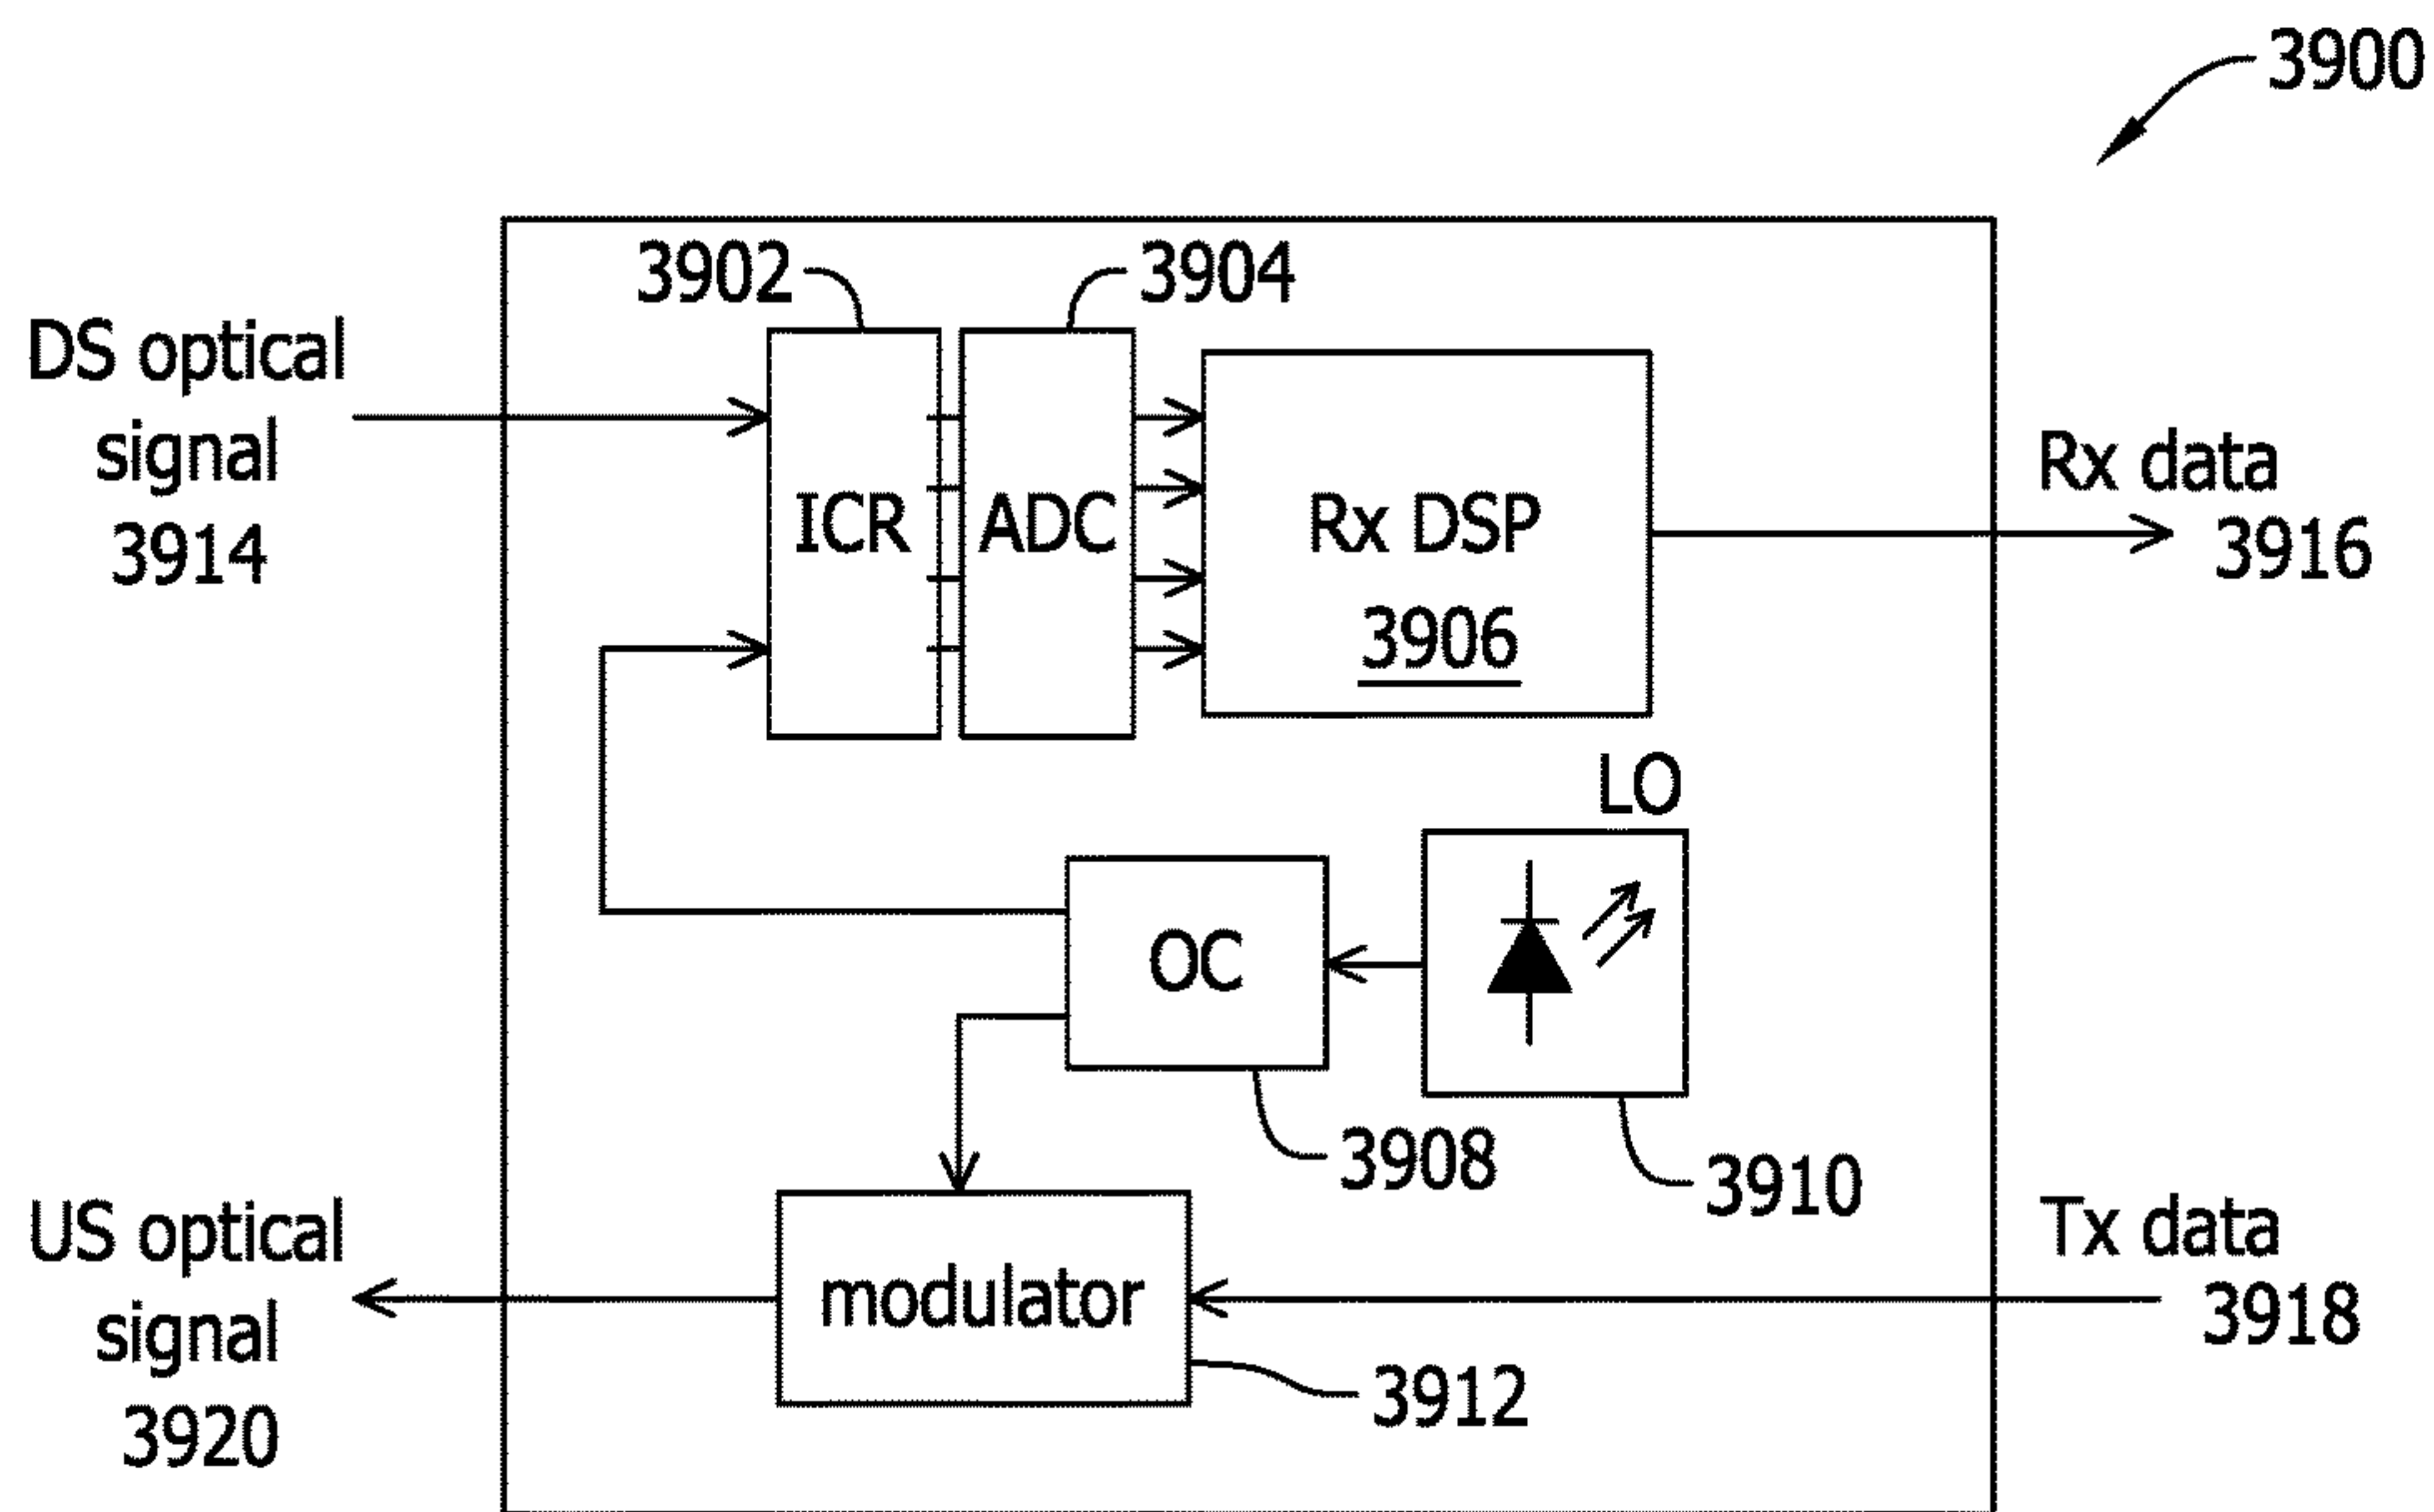 3900
3902
3904
DS optical
signal
3914
ICR
ADC
Rx DSP
3906
Rx data
3916
LO
OC
3908
3910
US optical
signal
3920
modulator
3912
Tx data
3918